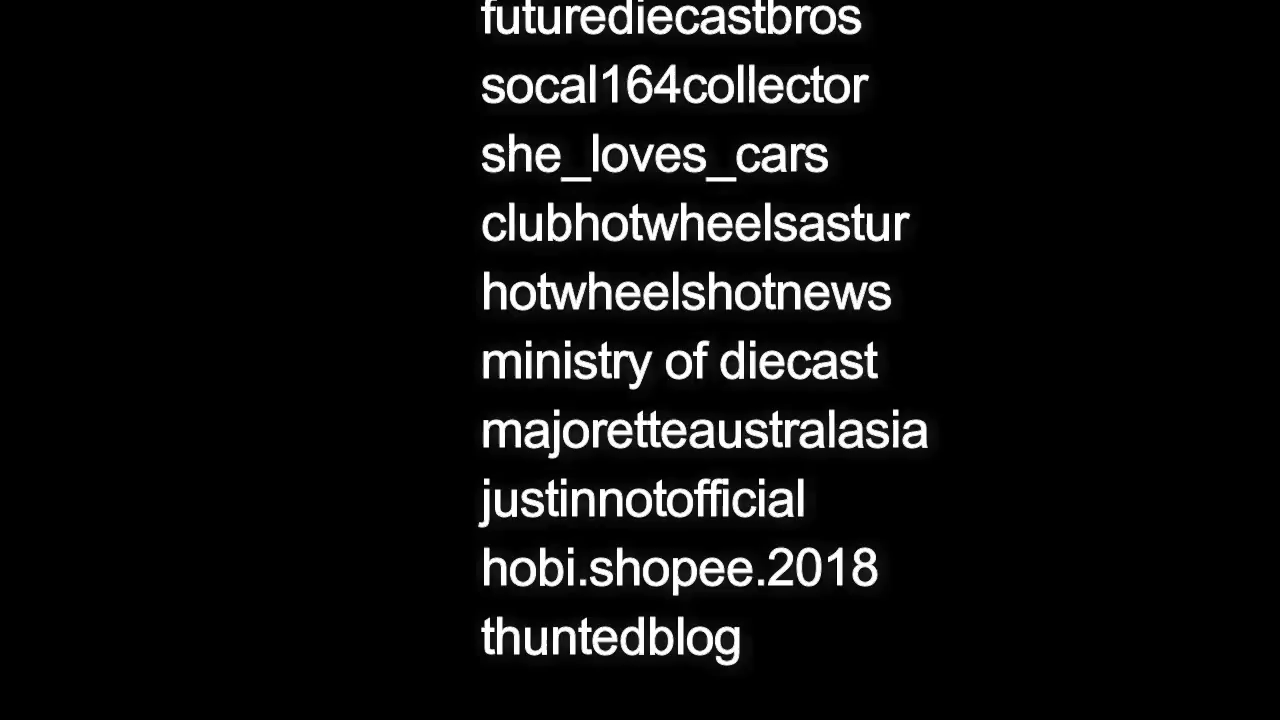 futurediecastbros
socal164collector
she_loves_cars
clubhotwheelsastur
hotwheelshotnews
ministry of diecast
majoretteaustralasia
justinnotofficial
hobi.shopee.2018
thuntedblog